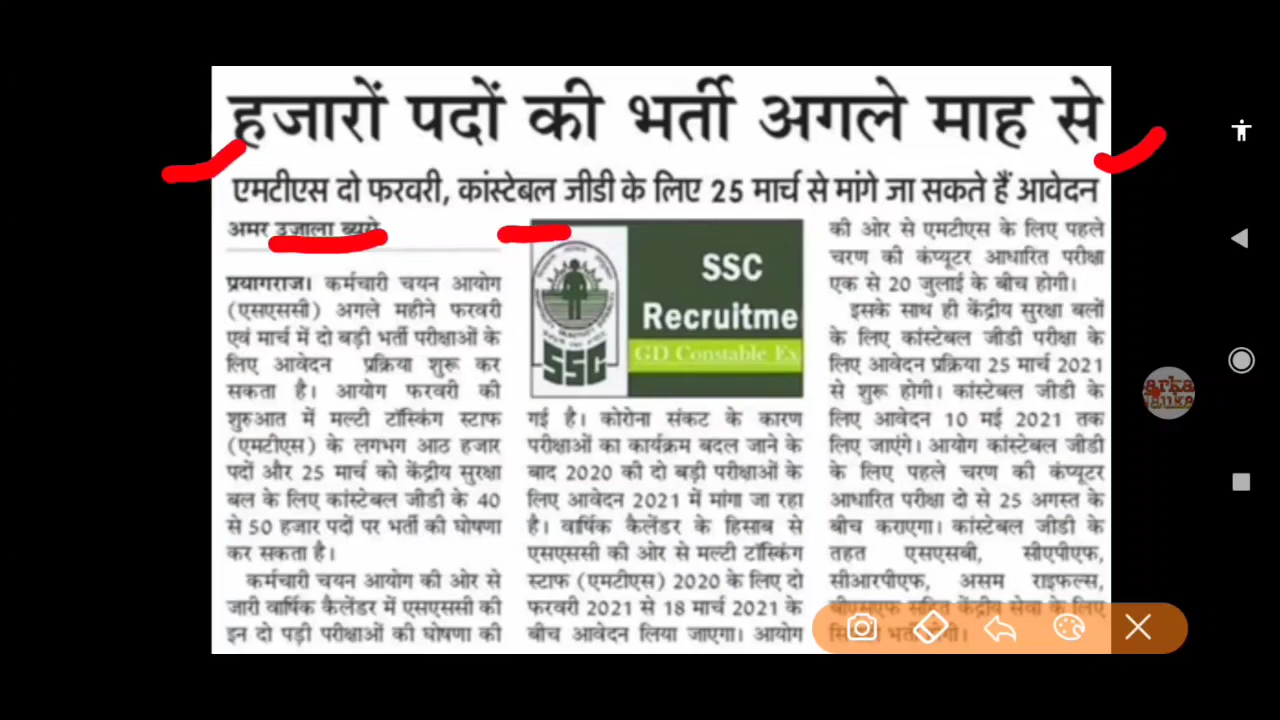 हजारों पदों की भर्ती अगले माह से
एमटीएस दो फरवरी, कांस्टेबल जीडी के लिए 25 मार्च से मांगे जा सकते हैं आवेदन
अमर उजाला ब्यूरो
प्रयागराज। कर्मचारी चयन आयोग
(एसएससी) अगले महीने फरवरी
एवं मार्च में दो बड़ी भर्ती परीक्षाओं के
लिए आवेदन प्रक्रिया शुरू कर
सकता है। आयोग फरवरी की
शुरुआत में मल्टी टॉस्किंग स्टाफ
(एमटीएस) के लगभग आठ हजार
पदों और 25 मार्च को केंद्रीय सुरक्षा
बल के लिए कांस्टेबल जीडी के 40
से 50 हजार पदों पर भर्ती की घोषणा
कर सकता है।
कर्मचारी चयन आयोग की ओर से
जारी वार्षिक कैलेंडर में एसएससी की
इन दो पड़ी परीक्षाओं की घोषणा की
SSC
Recruitme
GD Constable Ex
SSC
गई है। कोरोना संकट के कारण
परीक्षाओं का कार्यक्रम बदल जाने के
बाद 2020 की दो बड़ी परीक्षाओं के
लिए आवेदन 2021 में मांगा जा रहा
है। वार्षिक कैलेंडर के हिसाब से
एसएससी की ओर से मल्टी टॉस्किंग
स्टाफ (एमटीएस) 2020 के लिए दो
फरवरी 2021 से 18 मार्च 2021 के
बीच आवेदन लिया जाएगा। आयोग
की ओर से एमटीएस के लिए पहले
चरण की कंप्यूटर आधारित परीक्षा
एक से 20 जुलाई के बीच होगी।
इसके साथ ही केंद्रीय सुरक्षा बलों
के लिए कांस्टेबल जीडी परीक्षा के
लिए आवेदन प्रक्रिया 25 मार्च 2021
से शुरू होगी। कांस्टेबल जीडी के
लिए आवेदन 10 मई 2021 तक
लिए जाएंगे। आयोग कांस्टेबल जीडी
के लिए पहले चरण की कंप्यूटर
आधारित परीक्षा दो से 25 अगस्त के
बीच कराएगा। कांस्टेबल जीडी के
तहत एसएसबी, सीएपीएफ,
सीआरपीएफ, असम राइफल्स,
बीएसएफ सहित केंद्रीय सेवा के लिए
भर्ती होगी।